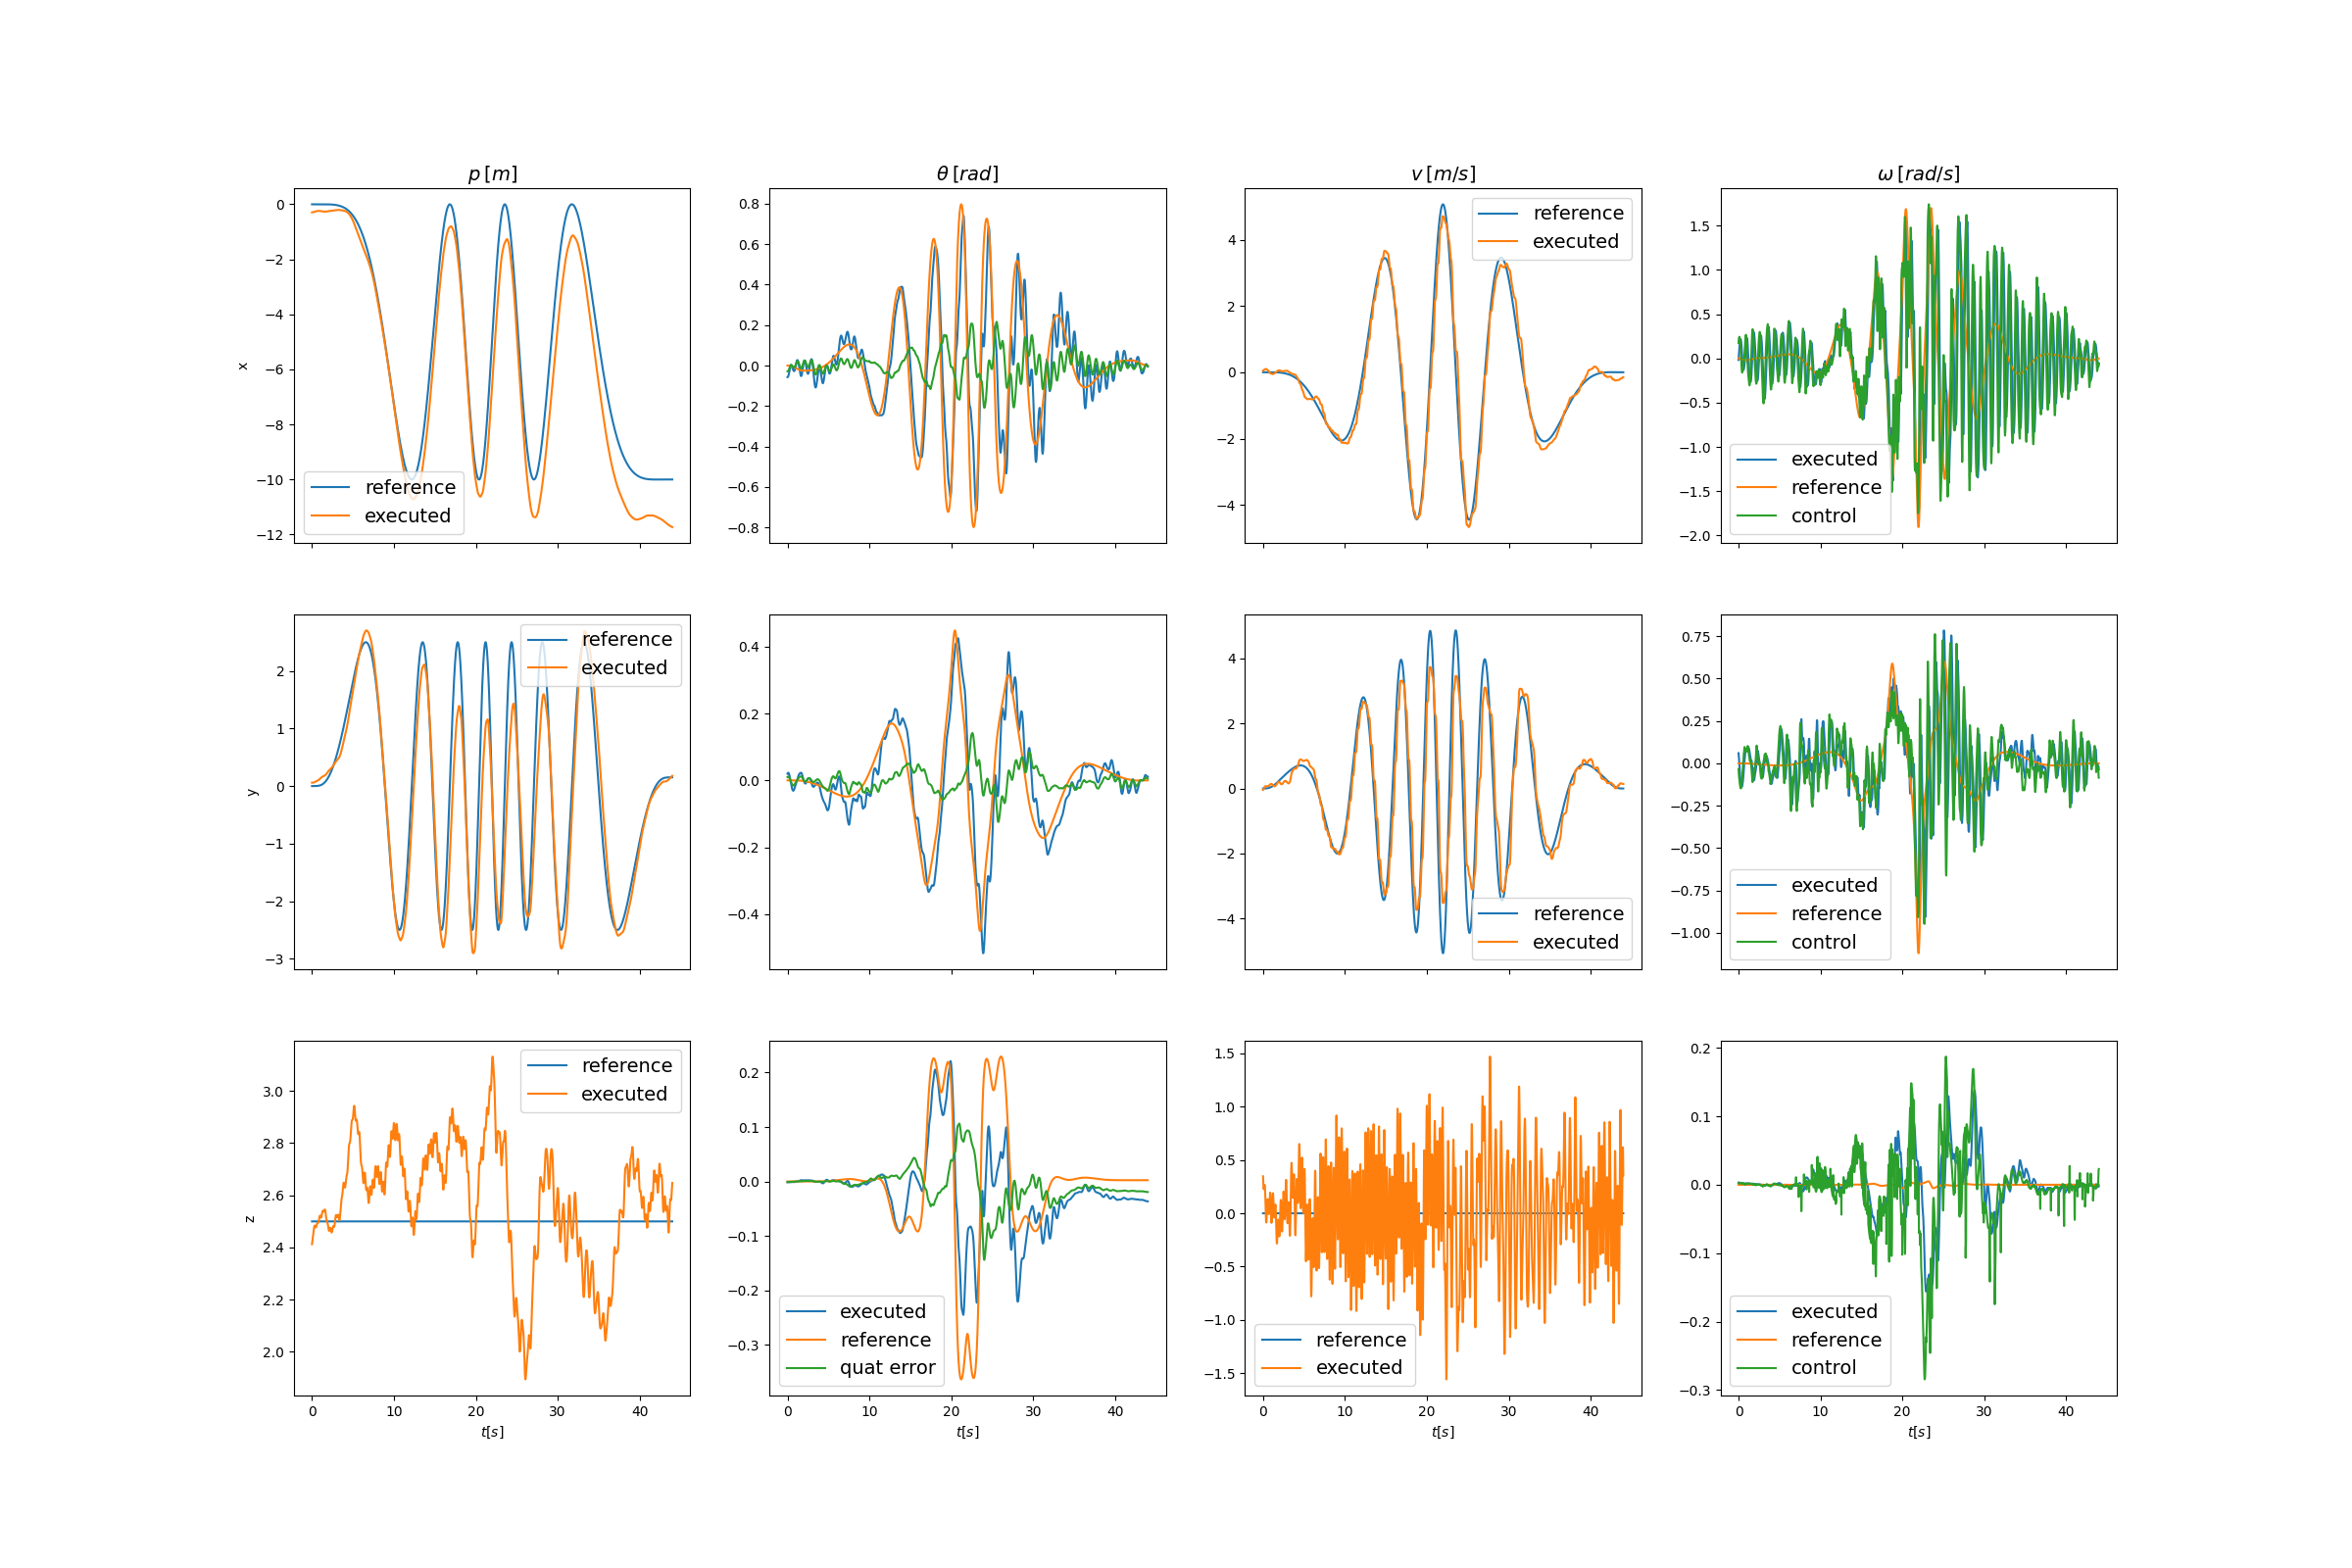 p [m]
θ [rad]
v [m/s]
ω [rad/s]
x
0
−2
−4
−6
−8
−10
−12
reference
executed
0.8
0.6
0.4
0.2
0.0
−0.2
−0.4
−0.6
−0.8
4
2
0
−2
−4
reference
executed
1.5
1.0
0.5
0.0
−0.5
−1.0
−1.5
−2.0
executed
reference
control
y
2
1
0
−1
−2
−3
reference
executed
0.4
0.2
0.0
−0.2
−0.4
4
2
0
−2
−4
reference
executed
0.75
0.50
0.25
0.00
−0.25
−0.50
−0.75
−1.00
executed
reference
control
z
3.0
2.8
2.6
2.4
2.2
2.0
reference
executed
0 10 20 30 40
t[s]
0.2
0.1
0.0
−0.1
−0.2
−0.3
executed
reference
quat error
0 10 20 30 40
t[s]
1.5
1.0
0.5
0.0
−0.5
−1.0
−1.5
reference
executed
0 10 20 30 40
t[s]
0.2
0.1
0.0
−0.1
−0.2
−0.3
executed
reference
control
0 10 20 30 40
t[s]